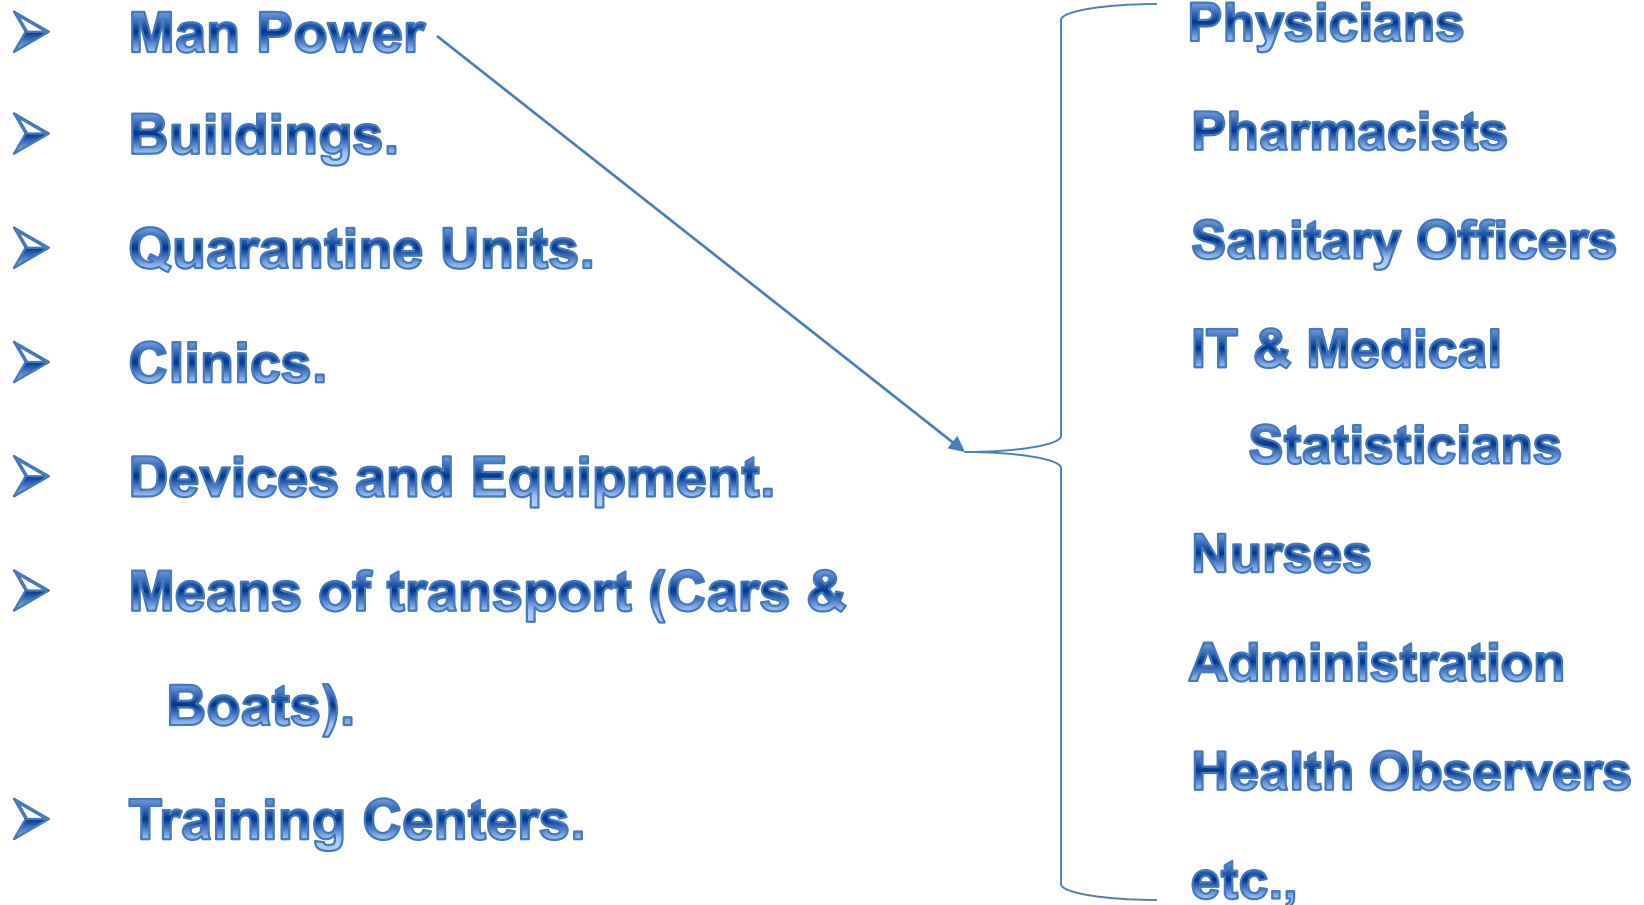 Man Power
Buildings.
Quarantine Units.
Clinics.
Devices and Equipment.
Means of transport (Cars &
Boats).
Training Centers.
Physicians
Pharmacists
Sanitary Officers
IT & Medical
Statisticians
Nurses
Administration
Health Observers
etc.,